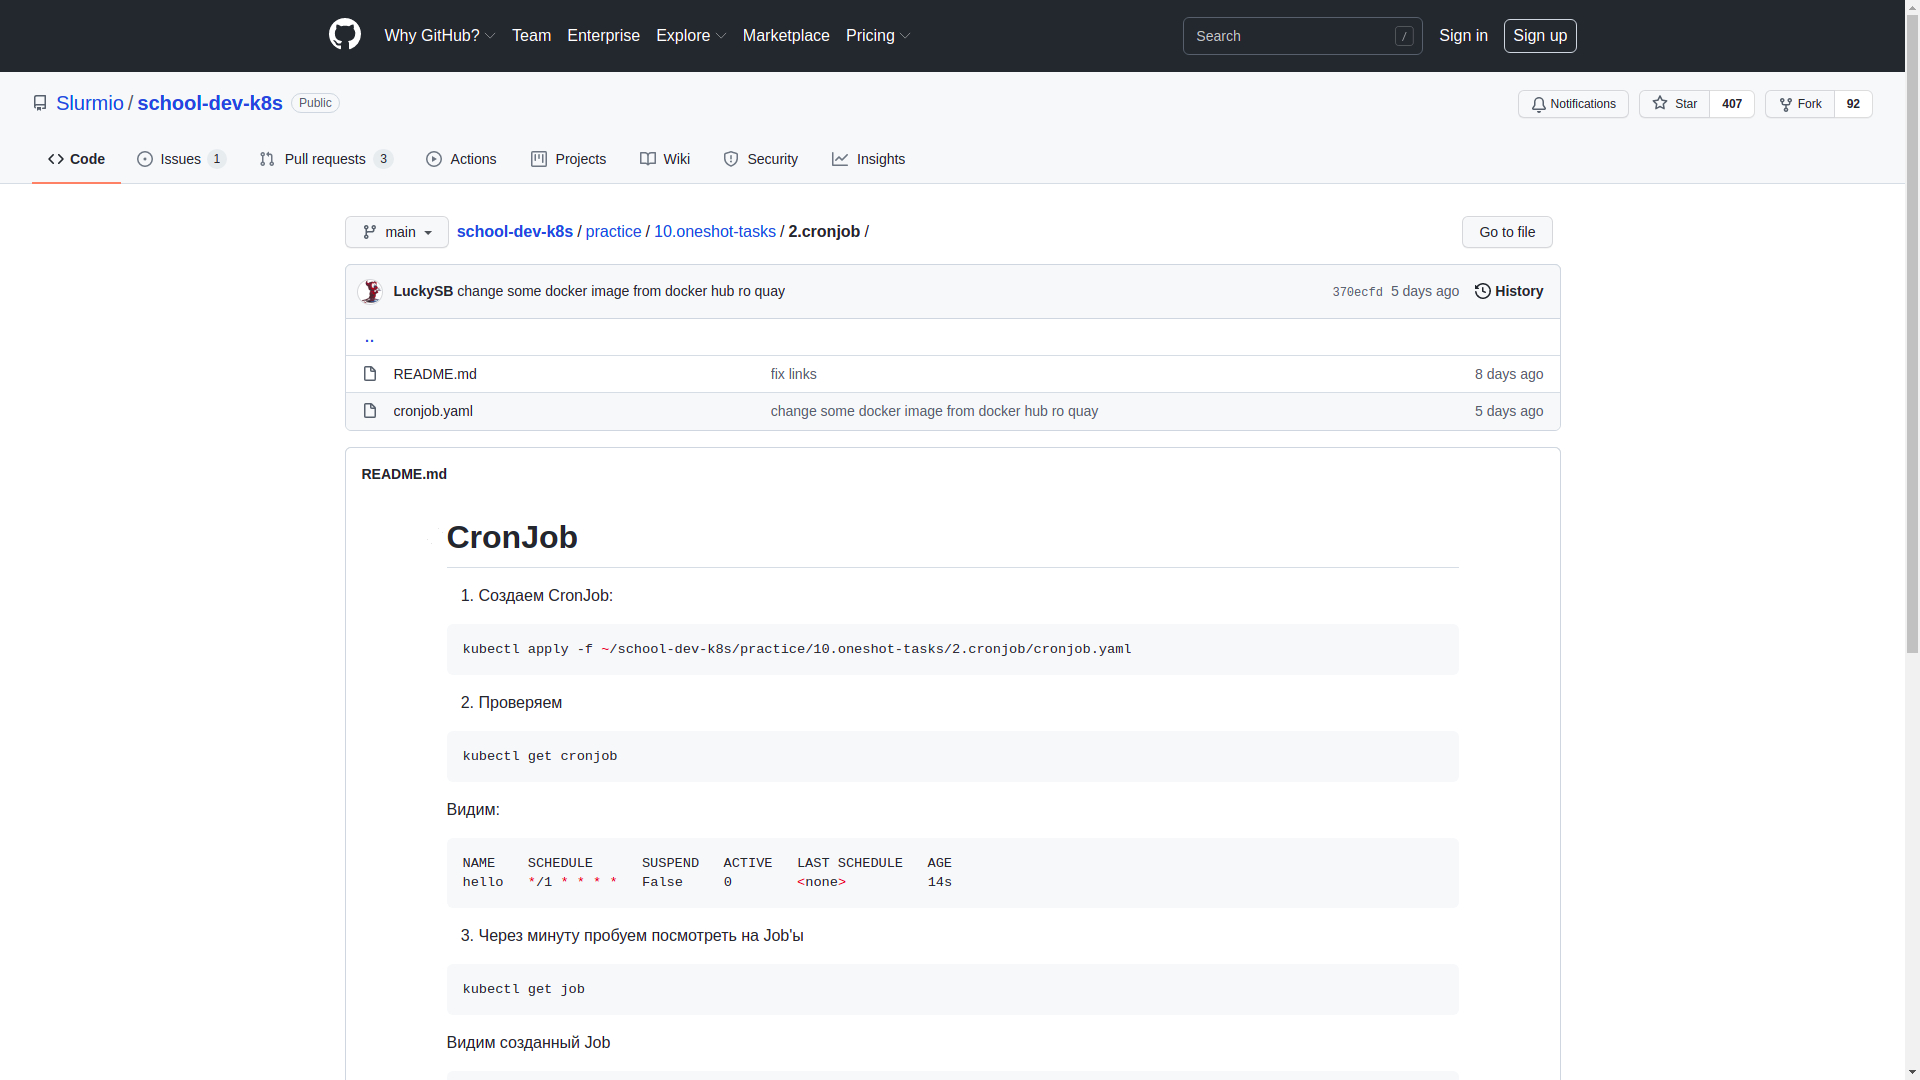 Why GitHub? Team Enterprise Explore Marketplace Pricing Search / Sign in Sign up
Slurmio / school-dev-k8s Public Notifications Star 407 Fork 92
Code Issues 1 Pull requests 3 Actions Projects Wiki Security Insights
main school-dev-k8s / practice / 10.oneshot-tasks / 2.cronjob / Go to file
LuckySB change some docker image from docker hub ro quay 370ecfd 5 days ago History
..
README.md fix links 8 days ago
cronjob.yaml change some docker image from docker hub ro quay 5 days ago
README.md
CronJob
1. Создаем CronJob:
kubectl apply -f ~/school-dev-k8s/practice/10.oneshot-tasks/2.cronjob/cronjob.yaml
2. Проверяем
kubectl get cronjob
Видим:
NAME SCHEDULE SUSPEND ACTIVE LAST SCHEDULE AGE
hello */1 * * * * False 0 <none> 14s
3. Через минуту пробуем посмотреть на Job'ы
kubectl get job
Видим созданный Job